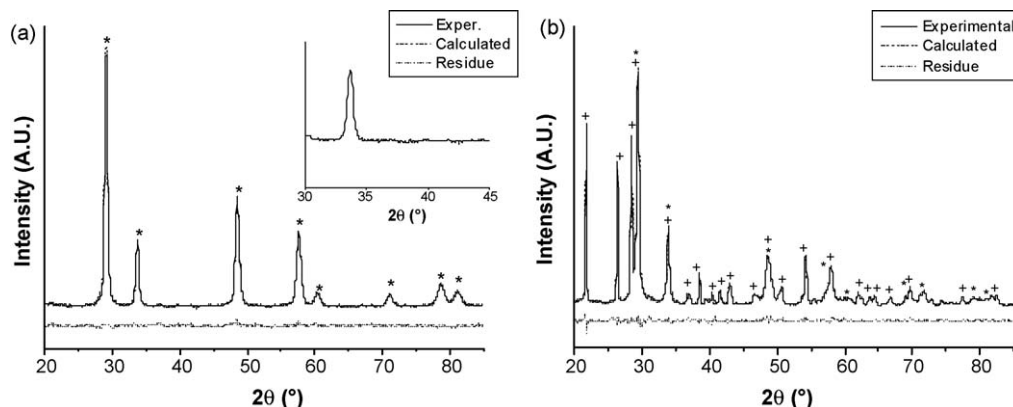 (a)
Exper.
Calculated
Residue
Intensity (A.U.)
30 35 40 45
2θ (°)
20 30 40 50 60 70 80
2θ (°)
(b)
Experimental
Calculated
Residue
Intensity (A.U.)
20 30 40 50 60 70 80
2θ (°)